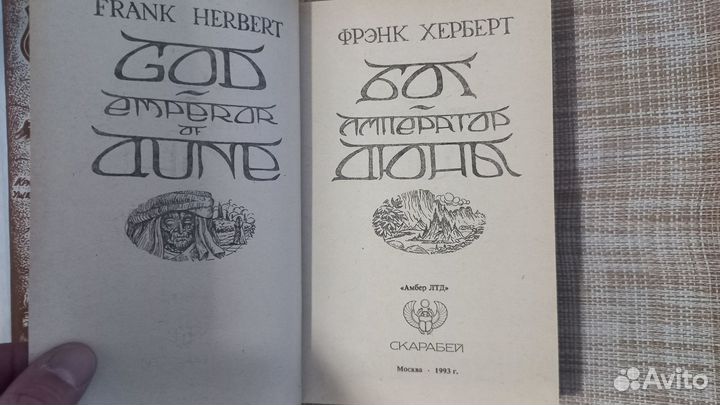 FRANK HERBERT
GOD
EMPEROR
OF
DUNE
ФРЭНК ХЕРБЕРТ
БОГ
ИМПЕРАТОР
ДЮНЫ
«Амбер ЛТД»
СКАРАБЕЙ
Москва · 1993 г.
Avito